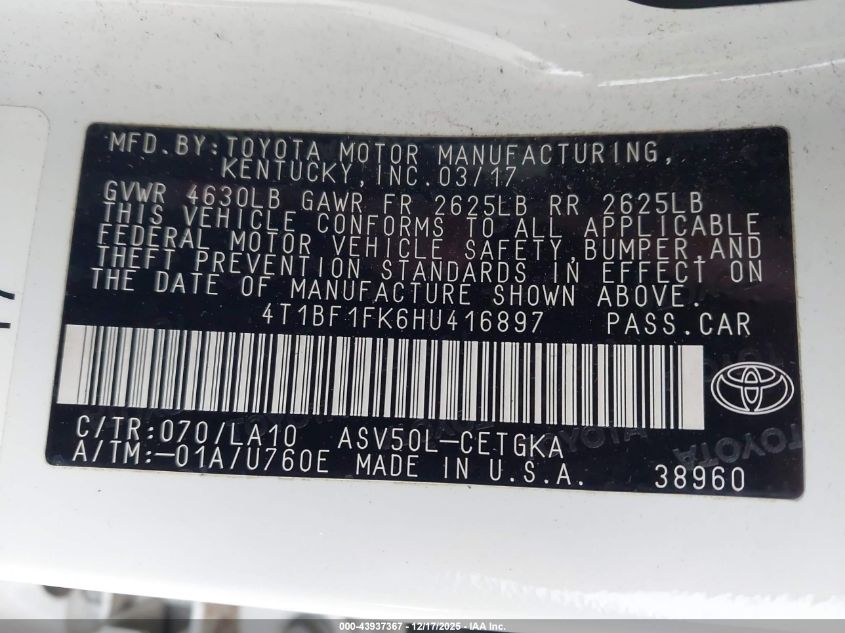 MFD.BY:TOYOTA MOTOR MANUFACTURING,
KENTUCKY,INC.03/17
GVWR 4630LB GAWR FR 2625LB RR 2625LB
THIS VEHICLE CONFORMS TO ALL APPLICABLE
FEDERAL MOTOR VEHICLE SAFETY,BUMPER,AND
THEFT PREVENTION STANDARDS IN EFFECT ON
THE DATE OF MANUFACTURE SHOWN ABOVE.
4T1BF1FK6HU416897 PASS.CAR
C/TR:070/LA10 ASV50L-CETGKA
A/TM:-01A/U760E MADE IN U.S.A. 38960
TOYOTA
000-43937367 - 12/17/2025 - IAA Inc.